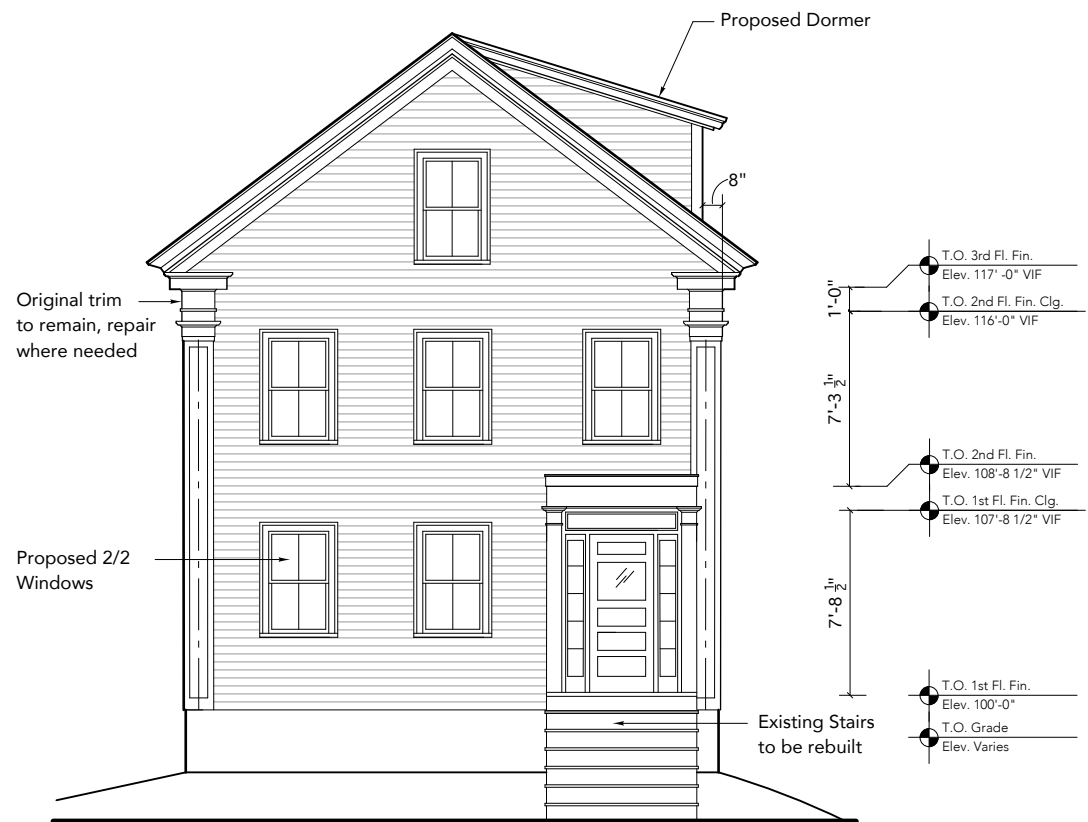 Proposed Dormer
8"
T.O. 3rd Fl. Fin.
Elev. 117' -0" VIF
1'-0"
T.O. 2nd Fl. Fin. Clg.
Elev. 116'-0" VIF
Original trim
to remain, repair
where needed
7'-3 1/2"
T.O. 2nd Fl. Fin.
Elev. 108'-8 1/2" VIF
T.O. 1st Fl. Fin. Clg.
Elev. 107'-8 1/2" VIF
Proposed 2/2
Windows
7'-8 1/2"
T.O. 1st Fl. Fin.
Elev. 100'-0"
Existing Stairs
to be rebuilt
T.O. Grade
Elev. Varies